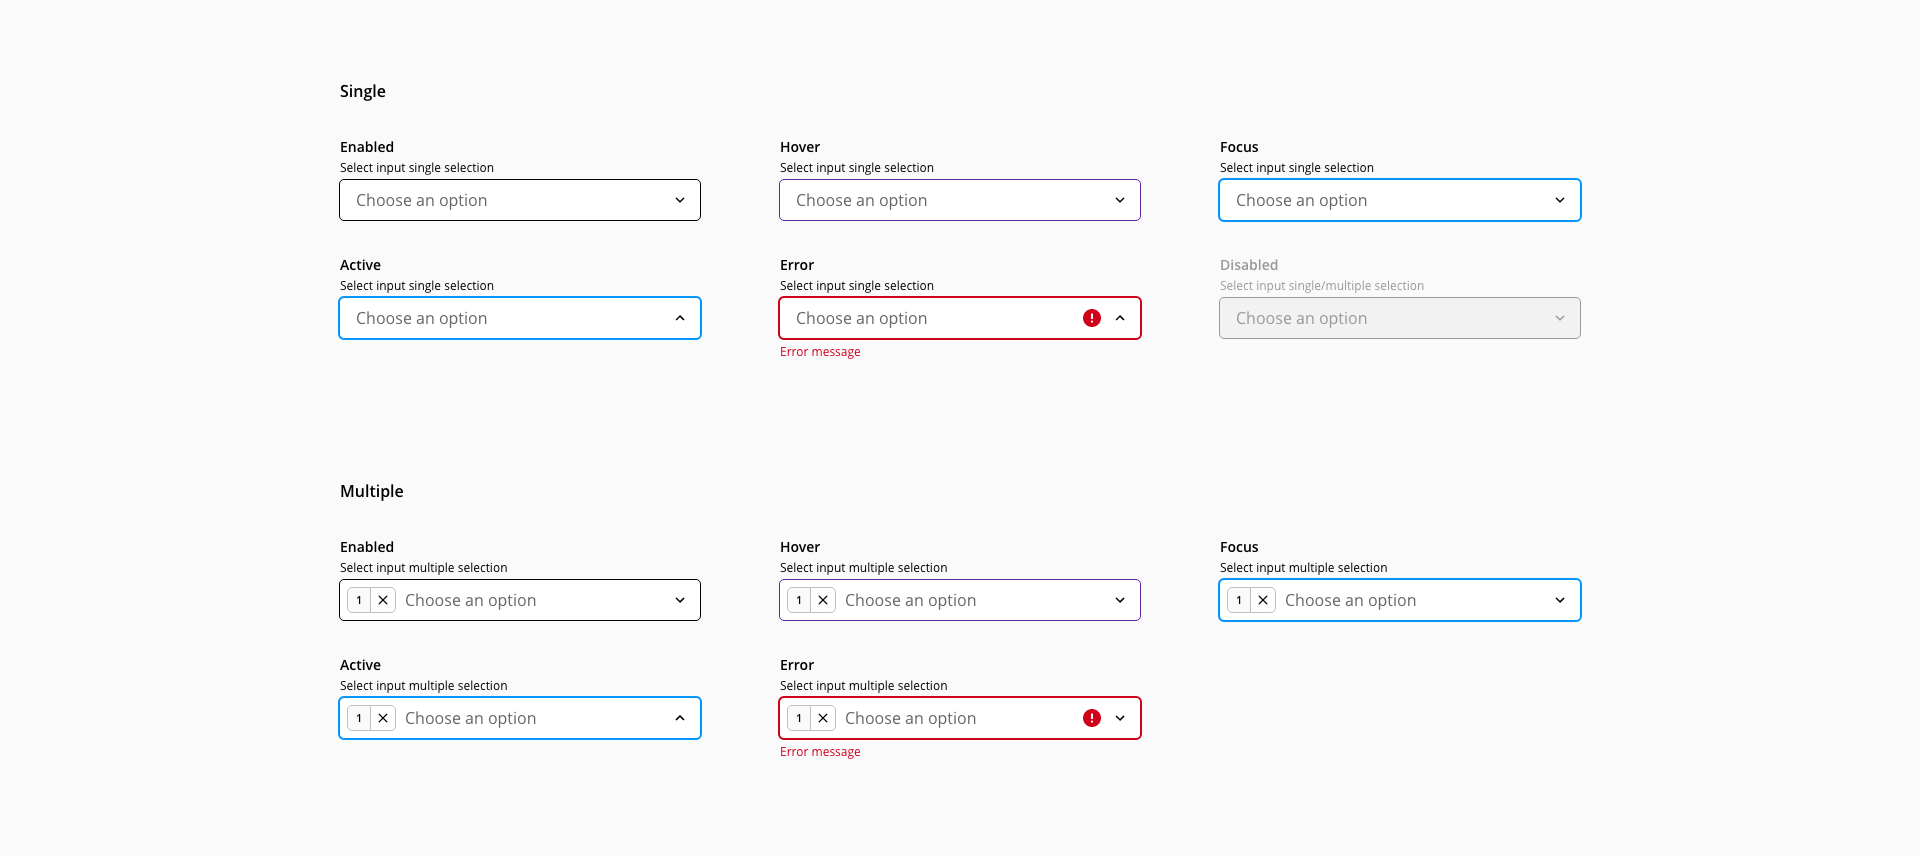 Single
Enabled
Select input single selection
Choose an option
Hover
Select input single selection
Choose an option
Focus
Select input single selection
Choose an option
Active
Select input single selection
Choose an option
Error
Select input single selection
Choose an option
Error message
Disabled
Select input single/multiple selection
Choose an option
Multiple
Enabled
Select input multiple selection
1 Choose an option
Hover
Select input multiple selection
1 Choose an option
Focus
Select input multiple selection
1 Choose an option
Active
Select input multiple selection
1 Choose an option
Error
Select input multiple selection
1 Choose an option
Error message